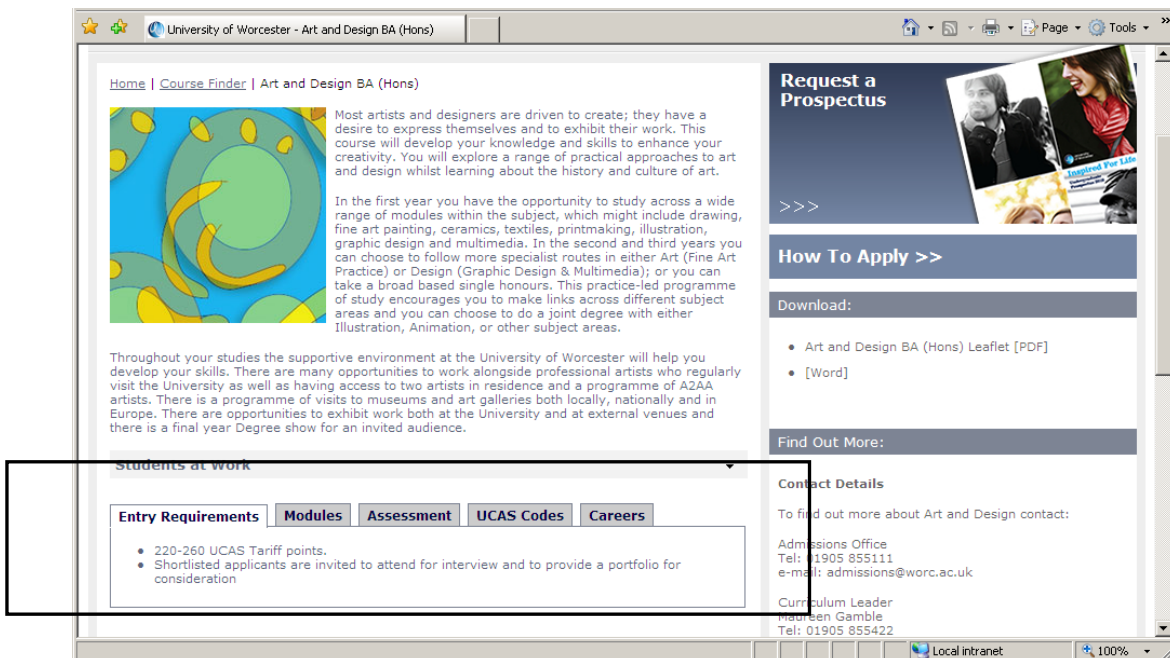 University of Worcester - Art and Design BA (Hons)
Page
Tools
»
Home | Course Finder | Art and Design BA (Hons)
Most artists and designers are driven to create; they have a
desire to express themselves and to exhibit their work. This
course will develop your knowledge and skills to enhance your
creativity. You will explore a range of practical approaches to art
and design whilst learning about the history and culture of art.
In the first year you have the opportunity to study across a wide
range of modules within the subject, which might include drawing,
fine art painting, ceramics, textiles, printmaking, illustration,
graphic design and multimedia. In the second and third years you
can choose to follow more specialist routes in either Art (Fine Art
Practice) or Design (Graphic Design & Multimedia); or you can
take a broad based single honours. This practice-led programme
of study encourages you to make links across different subject
areas and you can choose to do a joint degree with either
Illustration, Animation, or other subject areas.
Throughout your studies the supportive environment at the University of Worcester will help you
develop your skills. There are many opportunities to work alongside professional artists who regularly
visit the University as well as having access to two artists in residence and a programme of A2AA
artists. There is a programme of visits to museums and art galleries both locally, nationally and in
Europe. There are opportunities to exhibit work both at the University and at external venues and
there is a final year Degree show for an invited audience.
Students at Work
Entry Requirements Modules Assessment UCAS Codes Careers
• 220-260 UCAS Tariff points.
• Shortlisted applicants are invited to attend for interview and to provide a portfolio for
consideration
Request a
Prospectus
>>>
Inspired For Life
How To Apply >>
Download:
• Art and Design BA (Hons) Leaflet [PDF]
• [Word]
Find Out More:
Contact Details
To find out more about Art and Design contact:
Admissions Office
Tel: 01905 855111
e-mail: admissions@worc.ac.uk
Curriculum Leader
Maureen Gamble
Tel: 01905 855422
Local intranet
100%